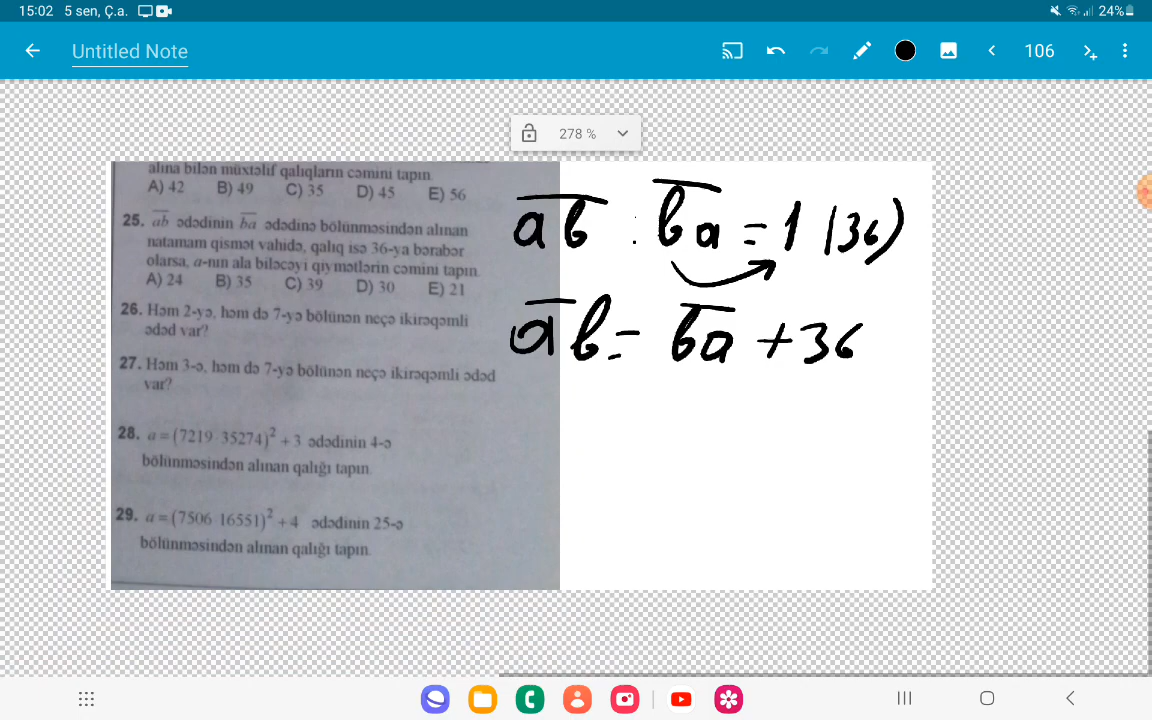 15:02 5 sen, Ç.a. 24%
Untitled Note 106
278 %
alına bilən müxtəlif qalıqların cəmini tapın
A) 42 B) 49 C) 35 D) 45 E) 56
25. ab ədədinin ba ədədinə bölünməsindən alınan
natamam qismət vahidə, qalıq isə 36-ya bərabər
olarsa, a-nın ala biləcəyi qiymətlərin cəmini tapın.
A) 24 B) 35 C) 39 D) 30 E) 21
26. Həm 2-yə, həm də 7-yə bölünən neçə ikirəqəmli
ədəd var?
27. Həm 3-ə, həm də 7-yə bölünən neçə ikirəqəmli ədəd
var?
28. a = (7219·35274)² + 3 ədədinin 4-ə
bölünməsindən alınan qalığı tapın.
29. a = (7506·16551)² + 4 ədədinin 25-ə
bölünməsindən alınan qalığı tapın.
ab : ba = 1 (36)
ab = ba + 36